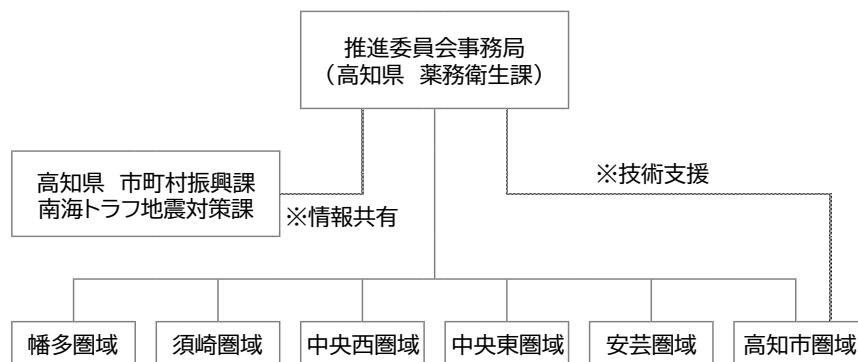 推進委員会事務局
（高知県　薬務衛生課）
高知県　市町村振興課
南海トラフ地震対策課
※情報共有
※技術支援
幡多圏域
須崎圏域
中央西圏域
中央東圏域
安芸圏域
高知市圏域